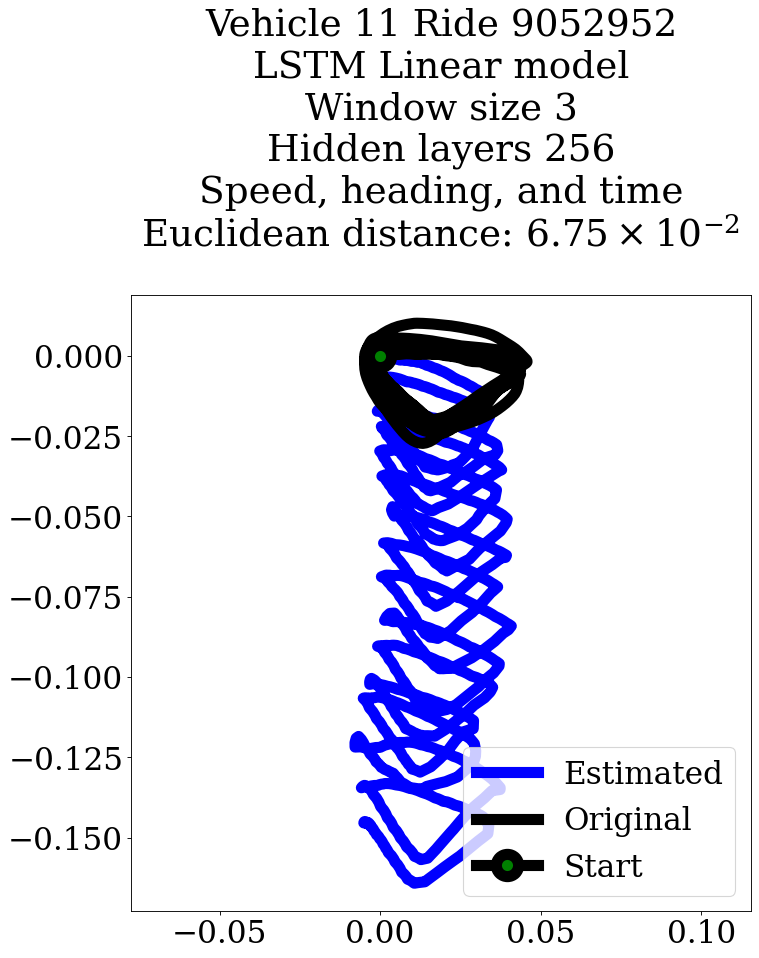 Vehicle 11 Ride 9052952
LSTM Linear model
Window size 3
Hidden layers 256
Speed, heading, and time
Euclidean distance: 6.75 × 10⁻²
0.000
−0.025
−0.050
−0.075
−0.100
−0.125
−0.150
Estimated
Original
Start
−0.05
0.00
0.05
0.10